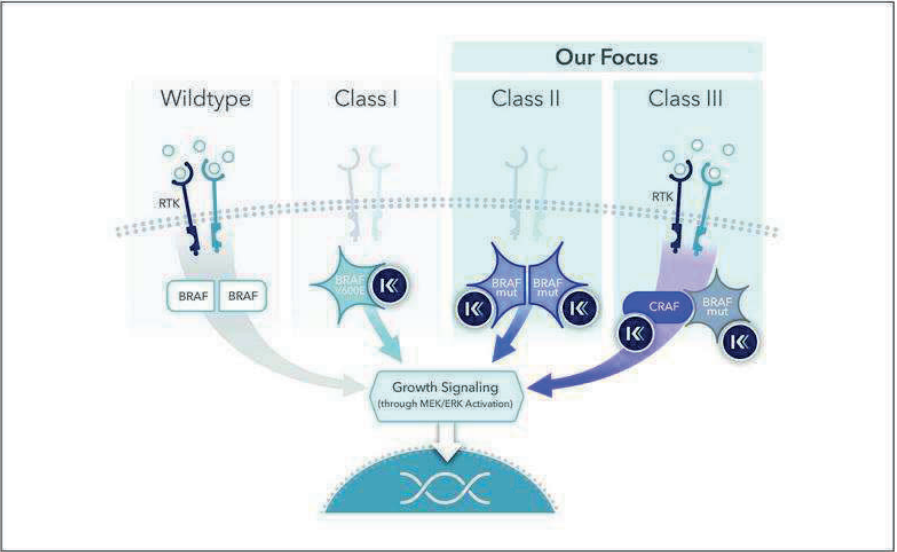 Our Focus
Wildtype
Class I
Class II
Class III
RTK
RTK
BRAF
BRAF
BRAF
V600E
K
BRAF
mut
BRAF
mut
K
K
CRAF
BRAF
mut
K
K
Growth Signaling
(through MEK/ERK Activation)